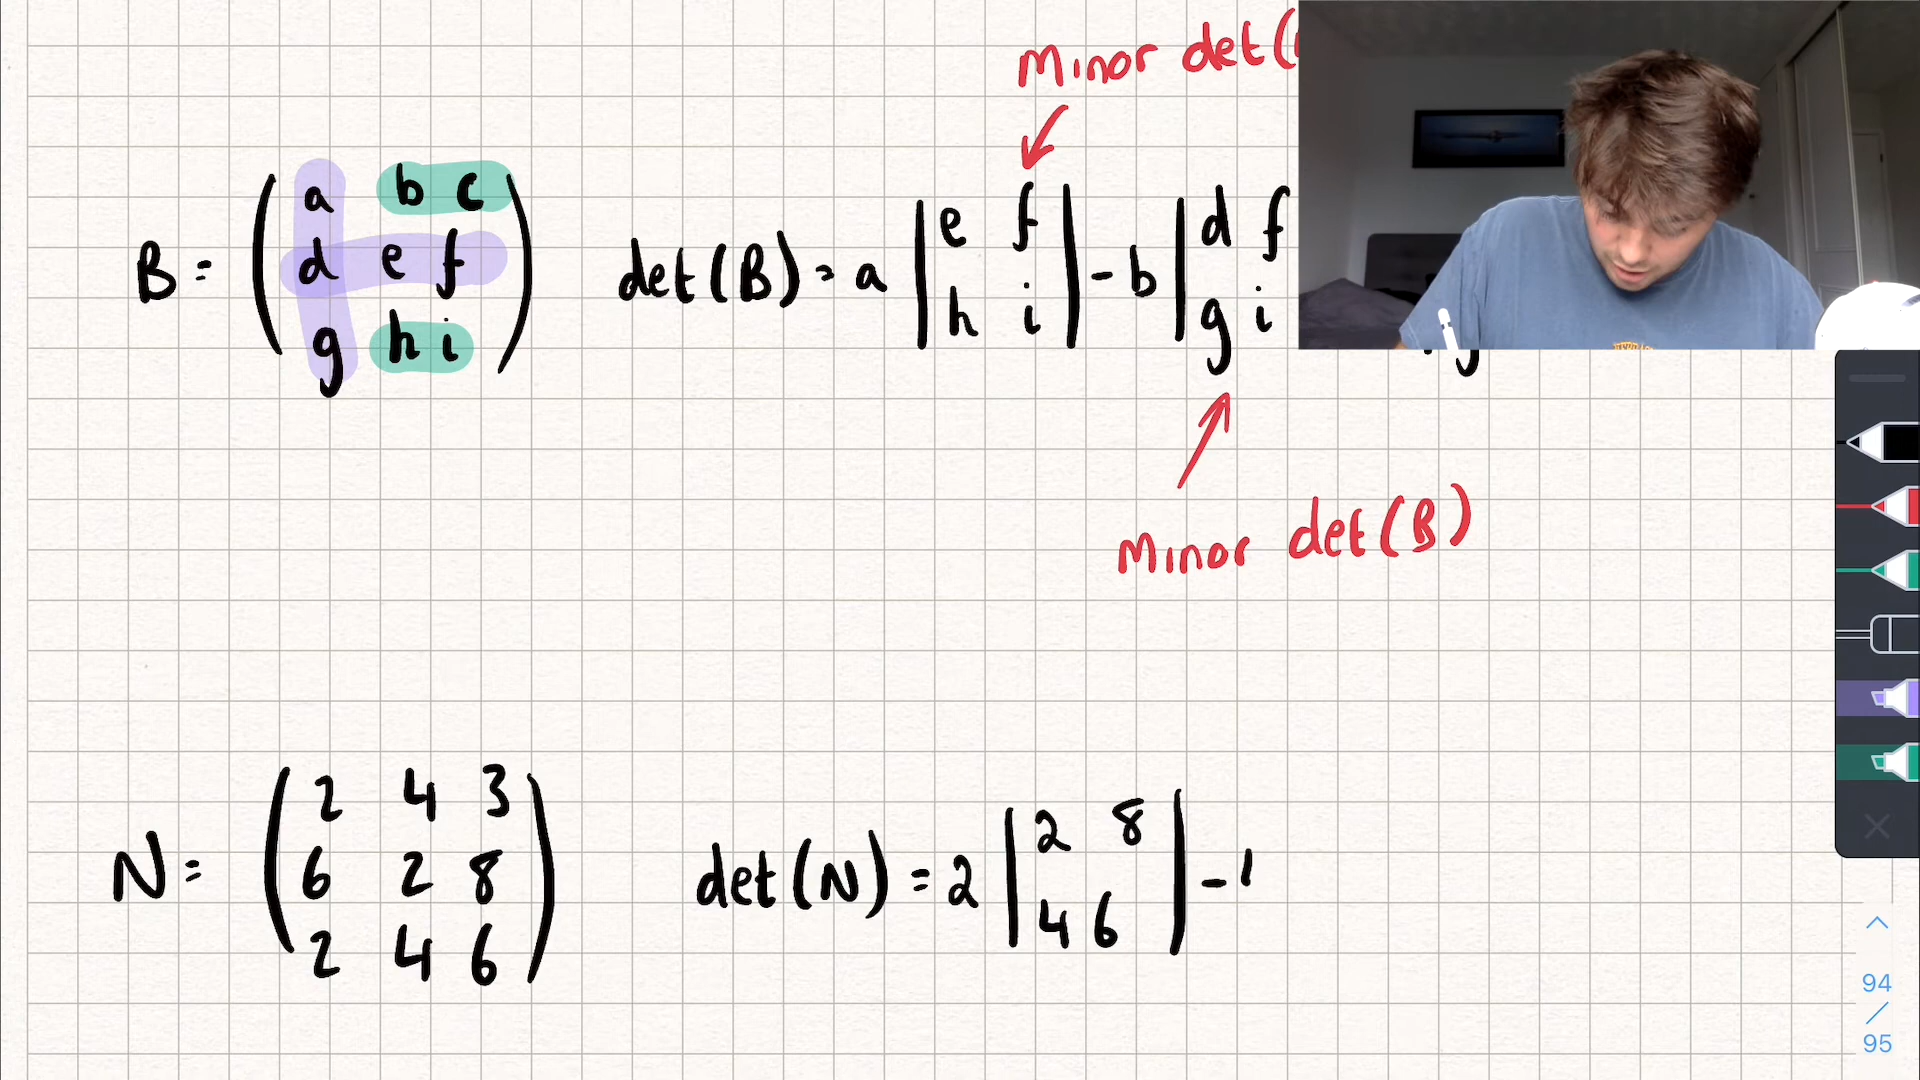 Minor det(
B = ( a b c
d e f
g h i )
det(B) = a | e f
h i | - b | d f
g i
g
Minor det(B)
N = ( 2 4 3
6 2 8
2 4 6 )
det(N) = 2 | 2 8
4 6 | -
94
/
95